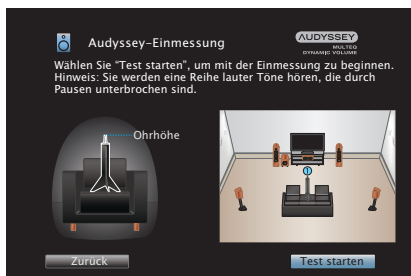 Audyssey-Einmessung
AUDYSSEY
MULTEQ
DYNAMIC VOLUME
Wählen Sie "Test starten", um mit der Einmessung zu beginnen.
Hinweis: Sie werden eine Reihe lauter Töne hören, die durch
Pausen unterbrochen sind.
Ohrhöhe
Zurück
Test starten